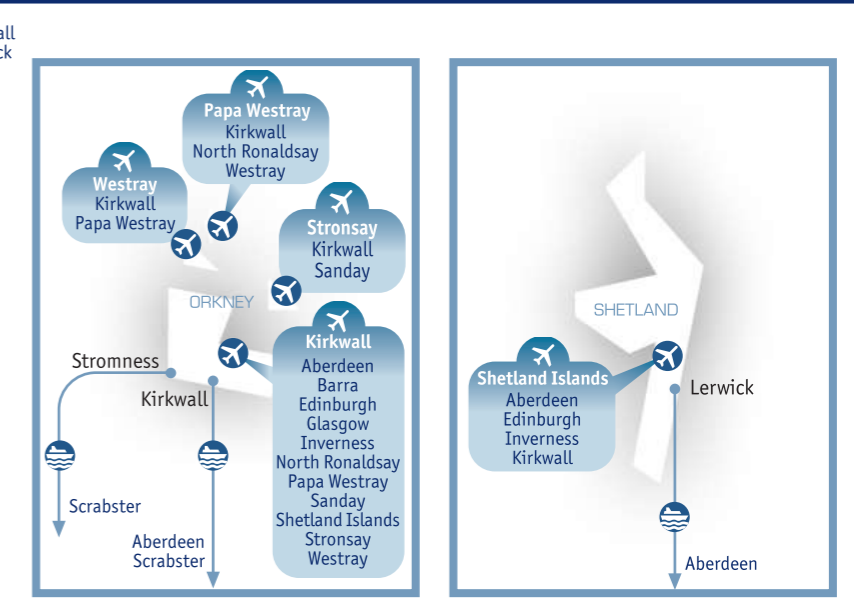 Papa Westray
Kirkwall
North Ronaldsay
Westray
Westray
Kirkwall
Papa Westray
Stronsay
Kirkwall
Sanday
ORKNEY
Kirkwall
Aberdeen
Barra
Edinburgh
Glasgow
Inverness
North Ronaldsay
Papa Westray
Sanday
Shetland Islands
Stronsay
Westray
Stromness
Kirkwall
Scrabster
Aberdeen
Scrabster
SHETLAND
Shetland Islands
Aberdeen
Edinburgh
Inverness
Kirkwall
Lerwick
Aberdeen